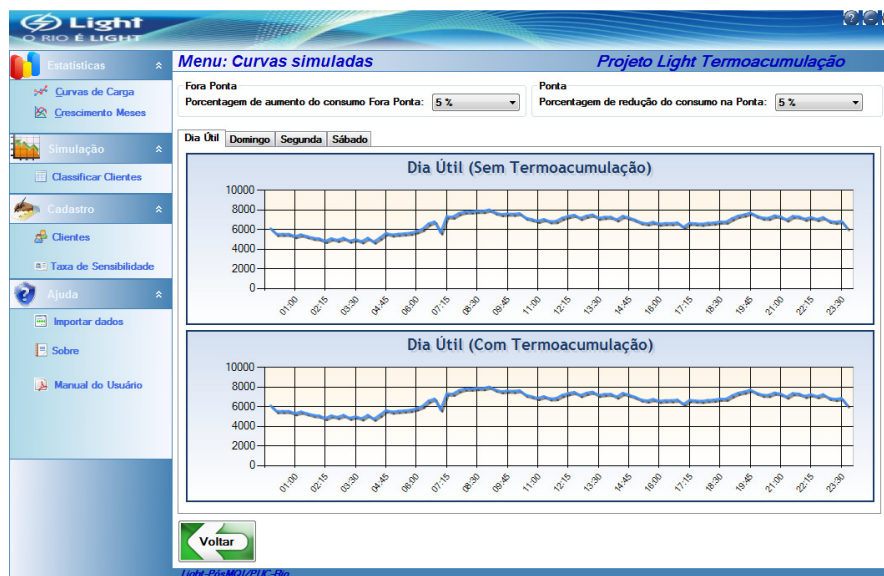 Light
O RIO É LIGHT
Estatísticas
Curvas de Carga
Crescimento Meses
Simulação
Classificar Clientes
Cadastro
Clientes
Taxa de Sensibilidade
Ajuda
Importar dados
Sobre
Manual do Usuário
Menu: Curvas simuladas
Projeto Light Termoacumulação
Fora Ponta
Porcentagem de aumento do consumo Fora Ponta: 5 %
Ponta
Porcentagem de redução do consumo na Ponta: 5 %
Dia Útil Domingo Segunda Sábado
Dia Útil (Sem Termoacumulação)
10000
8000
6000
4000
2000
0
01:00 02:15 03:30 04:45 06:00 07:15 08:30 09:45 11:00 12:15 13:30 14:45 16:00 17:15 18:30 19:45 21:00 22:15 23:30
Dia Útil (Com Termoacumulação)
10000
8000
6000
4000
2000
0
01:00 02:15 03:30 04:45 06:00 07:15 08:30 09:45 11:00 12:15 13:30 14:45 16:00 17:15 18:30 19:45 21:00 22:15 23:30
Voltar
Light-PósMQI/PUC-Rio